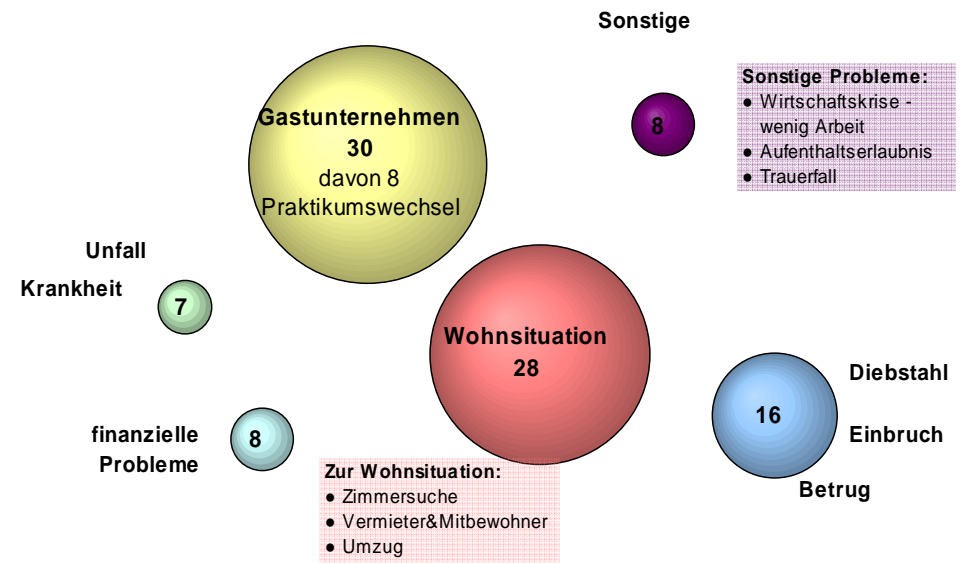 Sonstige
Gastunternehmen
30
davon 8
Praktikumswechsel
8
Sonstige Probleme:
● Wirtschaftskrise -
wenig Arbeit
● Aufenthaltserlaubnis
● Trauerfall
Unfall
Krankheit
7
Wohnsituation
28
16
Diebstahl
Einbruch
Betrug
finanzielle
Probleme
8
Zur Wohnsituation:
● Zimmersuche
● Vermieter&Mitbewohner
● Umzug